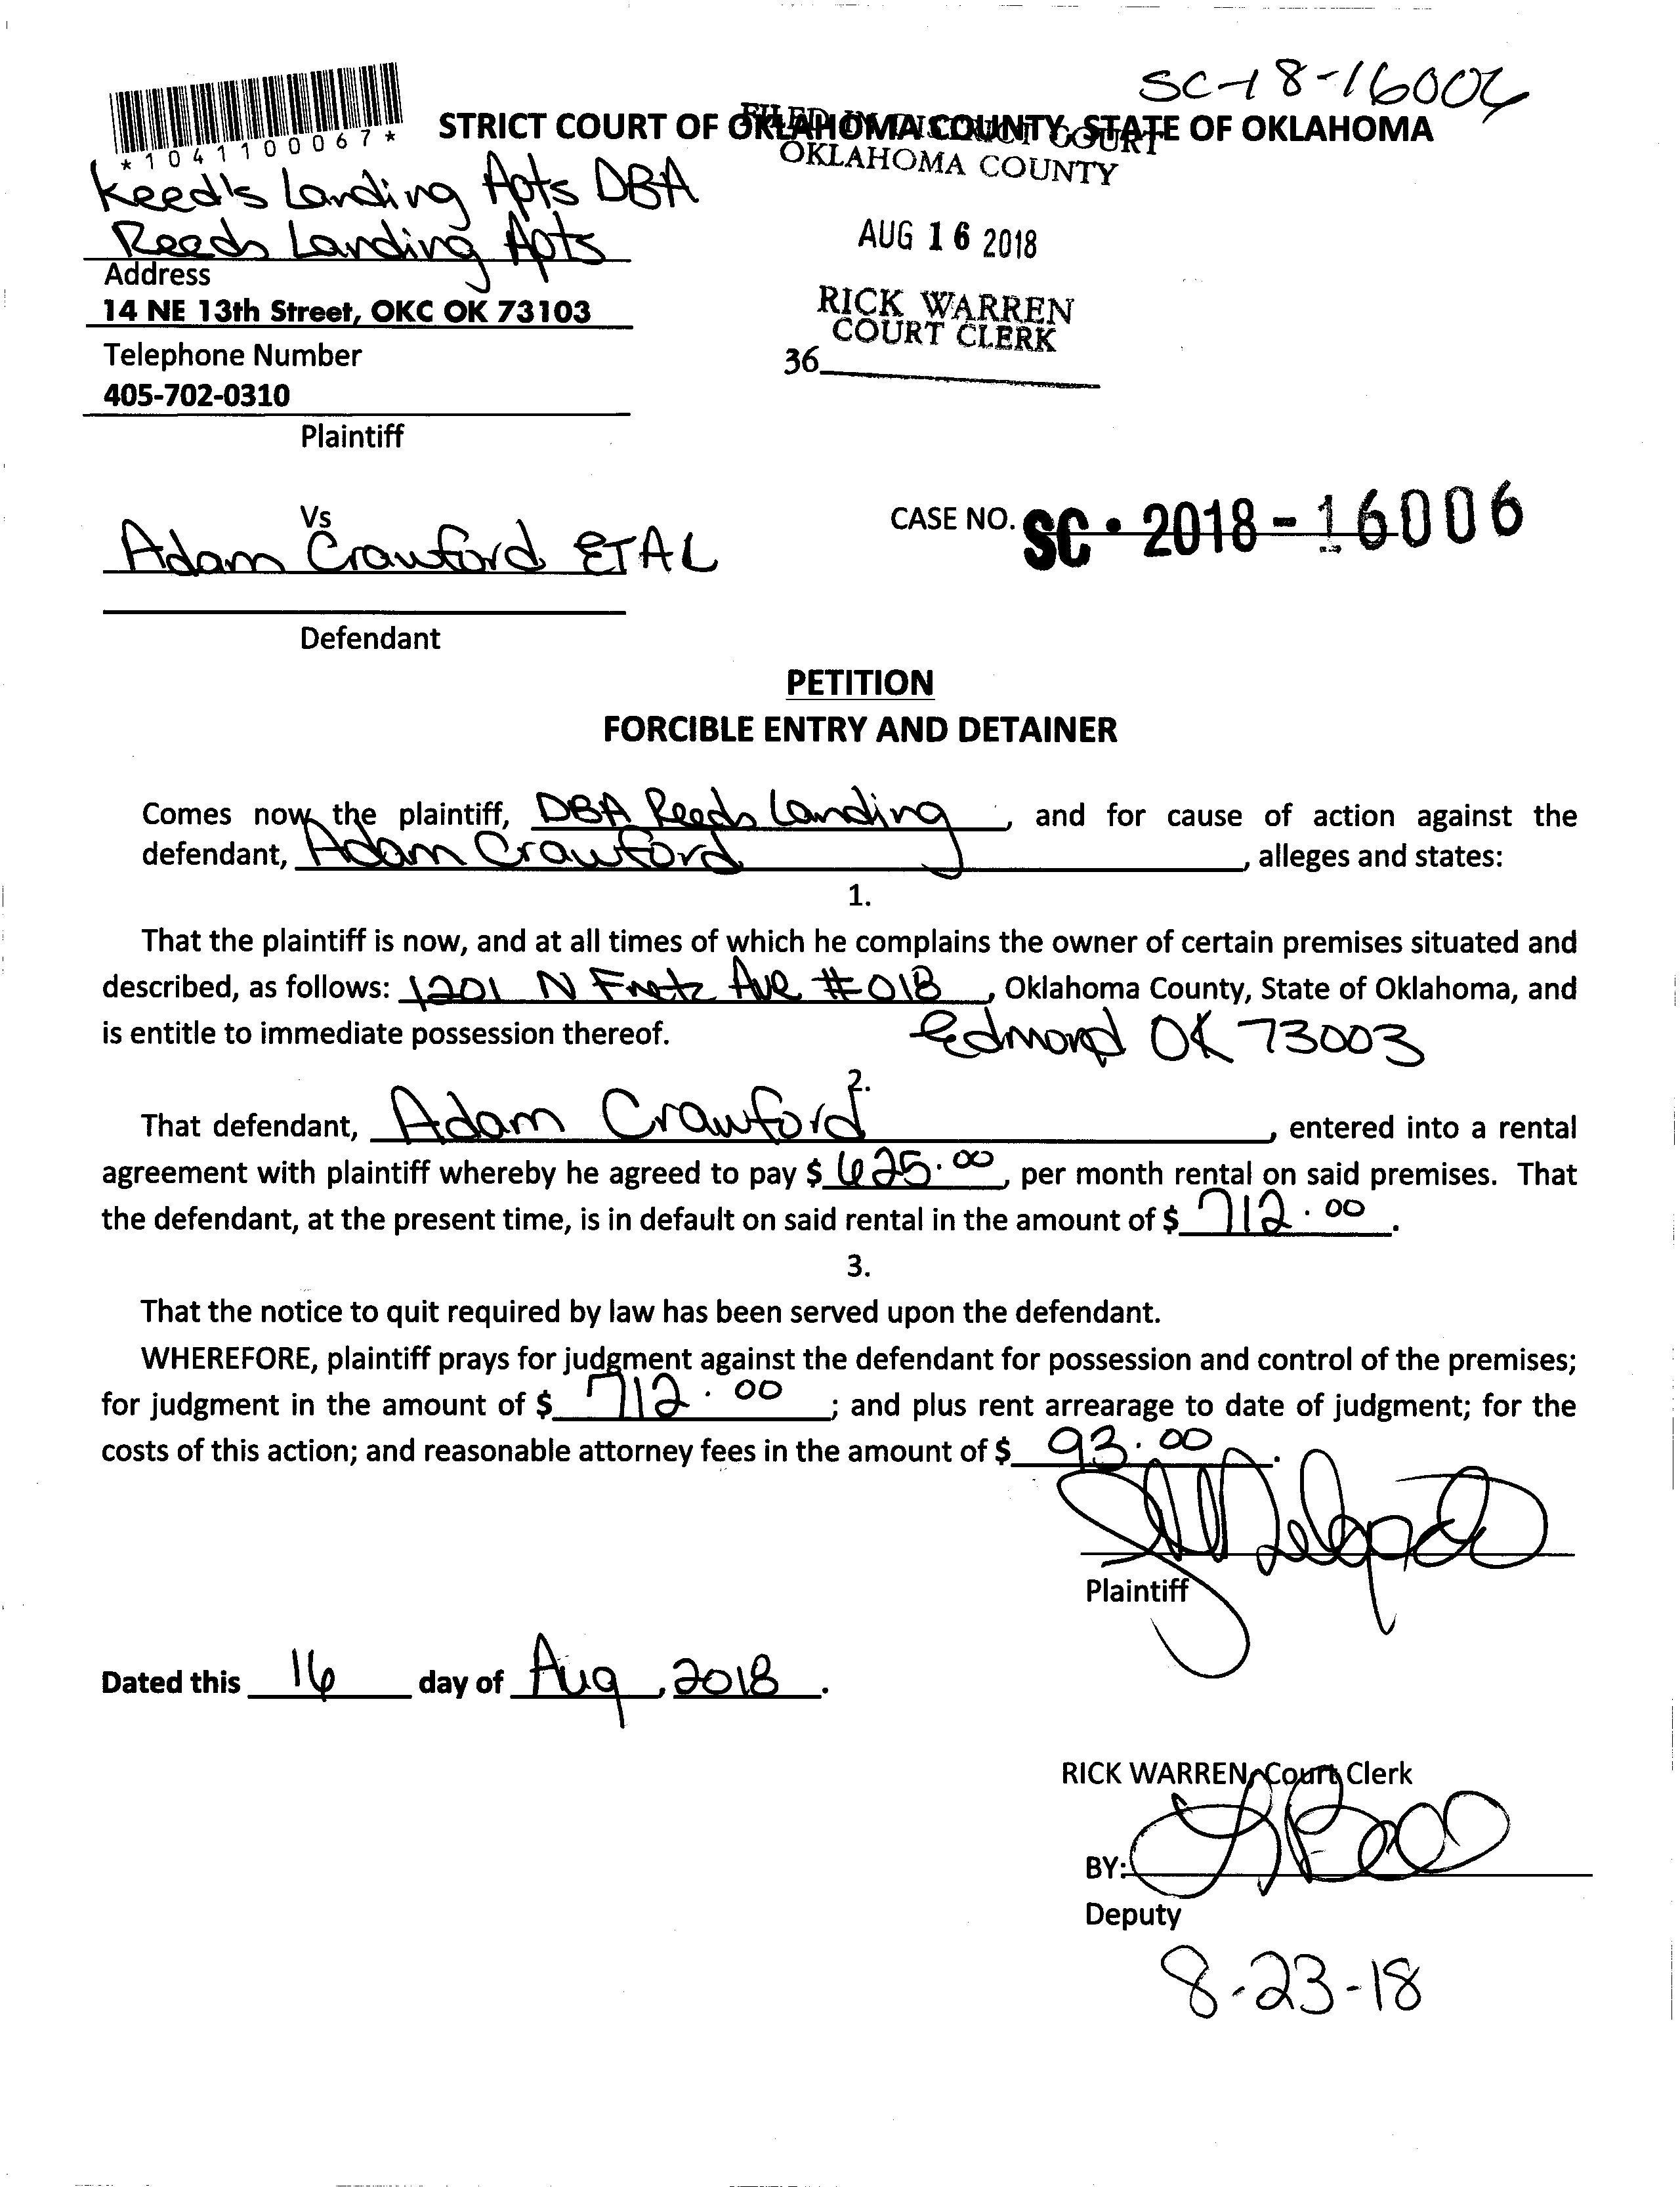 SC-18-16006
STRICT COURT OF OKLAHOMA COUNTY, STATE OF OKLAHOMA
FILED IN DISTRICT COURT
OKLAHOMA COUNTY
*1041100067*
Reed's Landing Apts DBA
Reeds Landing Apts
AUG 16 2018
Address
14 NE 13th Street, OKC OK 73103
RICK WARREN
COURT CLERK
Telephone Number
36
405-702-0310
Plaintiff
Vs
CASE NO. SC - 2018 - 16006
Adam Crawford ETAL
Defendant
PETITION
FORCIBLE ENTRY AND DETAINER
Comes now the plaintiff, DBA Reeds Landing, and for cause of action against the
defendant, Adam Crawford, alleges and states:
1.
That the plaintiff is now, and at all times of which he complains the owner of certain premises situated and
described, as follows: 1201 N Fretz Ave #018, Oklahoma County, State of Oklahoma, and
is entitle to immediate possession thereof. Edmond OK 73003
2.
That defendant, Adam Crawford, entered into a rental
agreement with plaintiff whereby he agreed to pay $ 625.00, per month rental on said premises. That
the defendant, at the present time, is in default on said rental in the amount of $ 712.00.
3.
That the notice to quit required by law has been served upon the defendant.
WHEREFORE, plaintiff prays for judgment against the defendant for possession and control of the premises;
for judgment in the amount of $ 712.00; and plus rent arrearage to date of judgment; for the
costs of this action; and reasonable attorney fees in the amount of $ 93.00.
Plaintiff
Dated this 16 day of Aug, 2018.
RICK WARREN, Court Clerk
BY:
Deputy
8-23-18